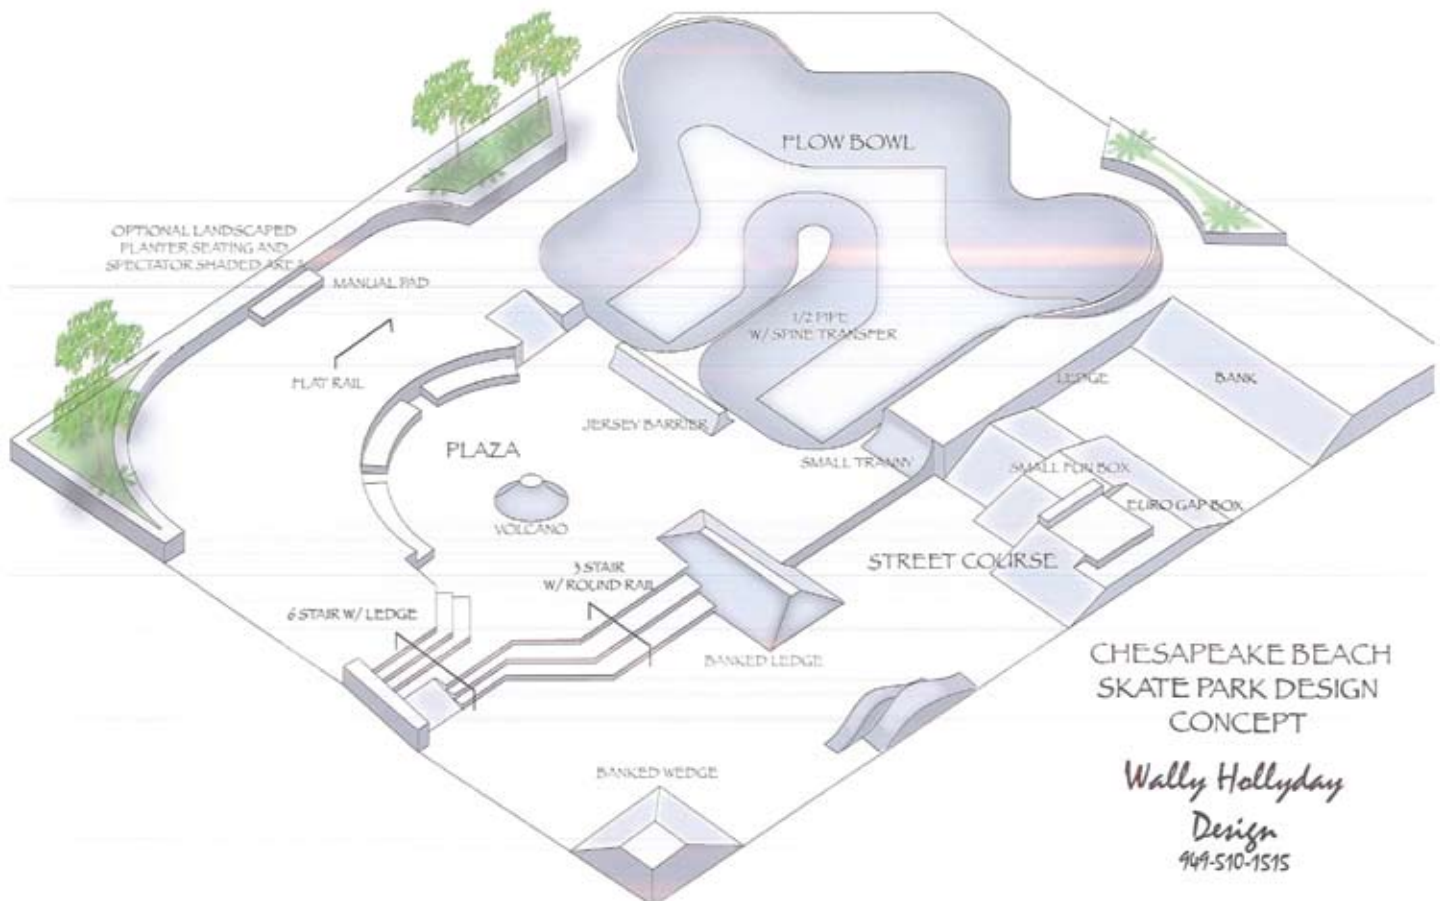 FLOW BOWL
OPTIONAL LANDSCAPED
PLANTER SEATING AND
SPECTATOR SHADED AREA
MANUAL PAD
FLAT RAIL
1/2 PIPE
W/ SPINE TRANSFER
LEDGE
BANK
JERSEY BARRIER
PLAZA
SMALL TRANNY
SMALL FUN BOX
EURO GAP BOX
VOLCANO
STREET COURSE
3 STAIR
W/ ROUND RAIL
6 STAIR W/ LEDGE
BANKED LEDGE
BANKED WEDGE
CHESAPEAKE BEACH
SKATE PARK DESIGN
CONCEPT
Wally Hollyday
Design
949-510-1515